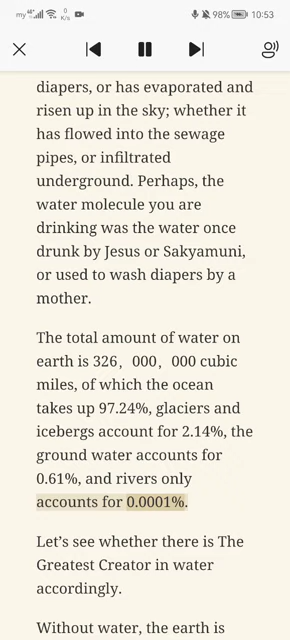 my 4G 0 K/s 98% 10:53
diapers, or has evaporated and
risen up in the sky; whether it
has flowed into the sewage
pipes, or infiltrated
underground. Perhaps, the
water molecule you are
drinking was the water once
drunk by Jesus or Sakyamuni,
or used to wash diapers by a
mother.
The total amount of water on
earth is 326，000，000 cubic
miles, of which the ocean
takes up 97.24%, glaciers and
icebergs account for 2.14%, the
ground water accounts for
0.61%, and rivers only
accounts for 0.0001%.
Let’s see whether there is The
Greatest Creator in water
accordingly.
Without water, the earth is